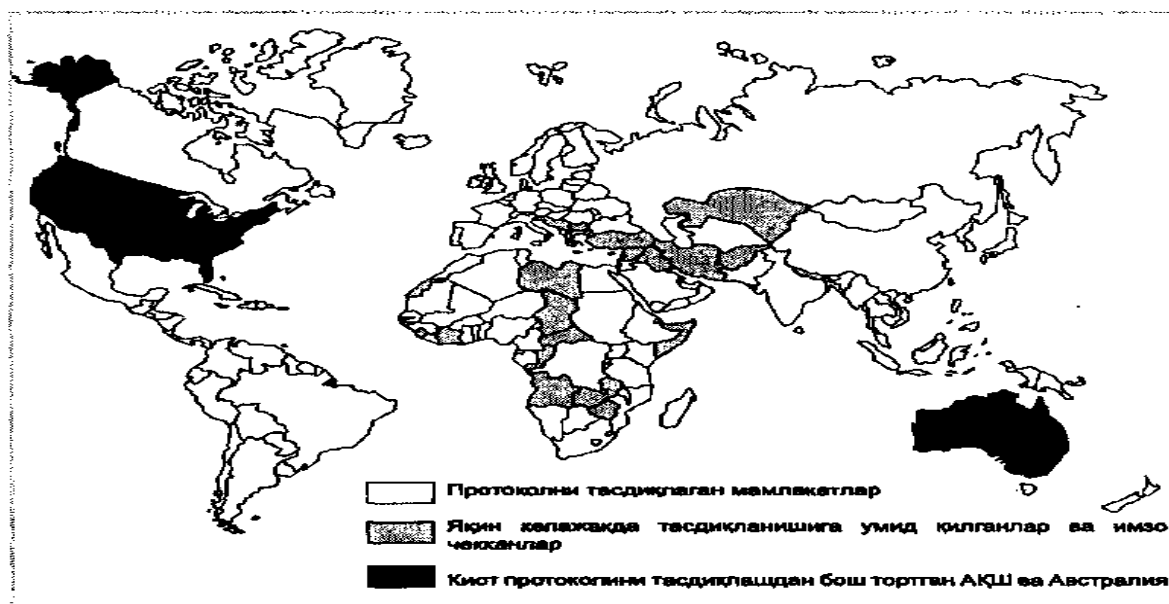 Протоколни тасдиқлаган мамлакатлар
Яқин келажакда тасдиқланишига умид қилганлар ва имзо
чекканлар
Киот протоколини тасдиқлашдан бош тортган АҚШ ва Австралия